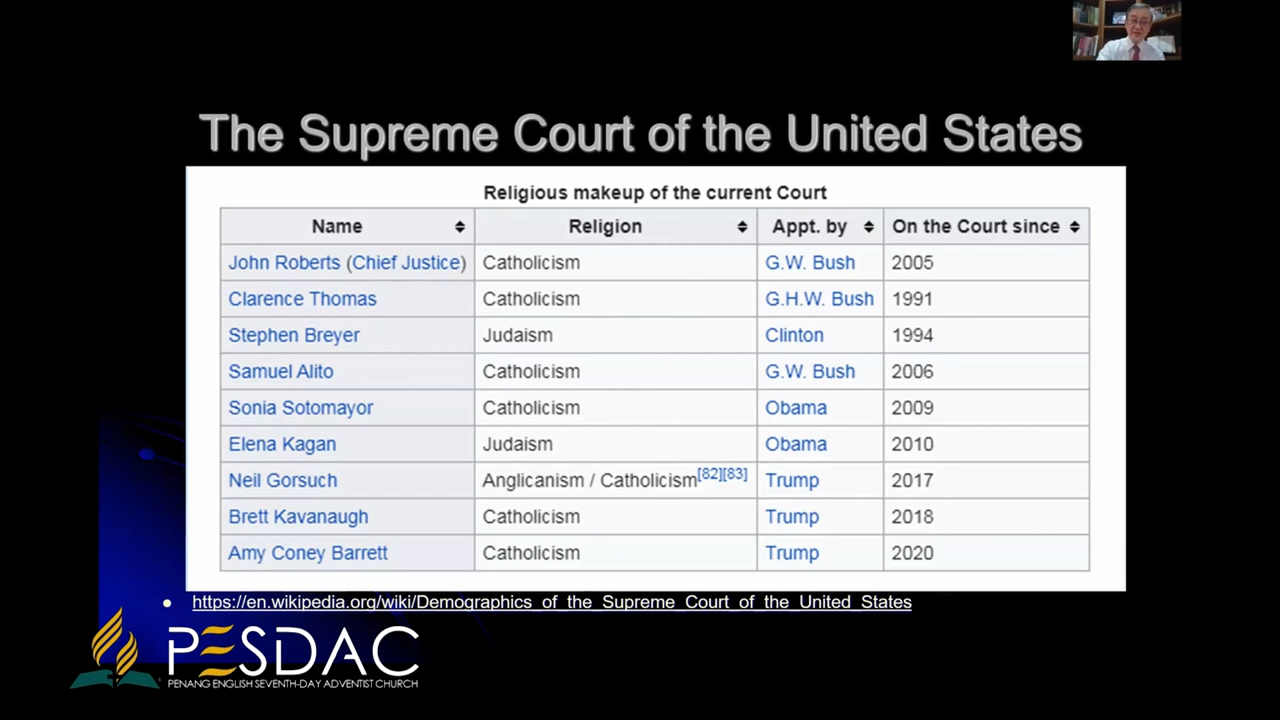 The Supreme Court of the United States
Religious makeup of the current Court
Name Religion Appt. by On the Court since
John Roberts (Chief Justice) Catholicism G.W. Bush 2005
Clarence Thomas Catholicism G.H.W. Bush 1991
Stephen Breyer Judaism Clinton 1994
Samuel Alito Catholicism G.W. Bush 2006
Sonia Sotomayor Catholicism Obama 2009
Elena Kagan Judaism Obama 2010
Neil Gorsuch Anglicanism / Catholicism[82][83] Trump 2017
Brett Kavanaugh Catholicism Trump 2018
Amy Coney Barrett Catholicism Trump 2020
• https://en.wikipedia.org/wiki/Demographics_of_the_Supreme_Court_of_the_United_States
PESDAC
PENANG ENGLISH SEVENTH-DAY ADVENTIST CHURCH